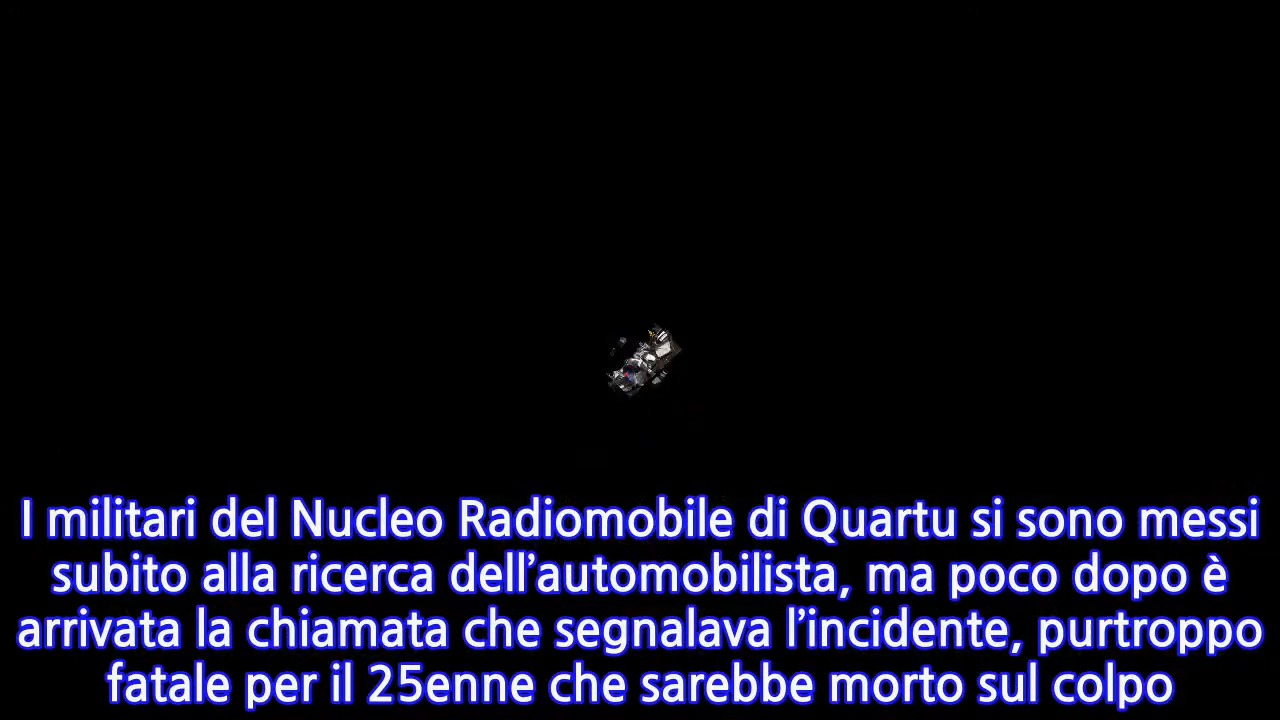 I militari del Nucleo Radiomobile di Quartu si sono messi
subito alla ricerca dell’automobilista, ma poco dopo è
arrivata la chiamata che segnalava l’incidente, purtroppo
fatale per il 25enne che sarebbe morto sul colpo